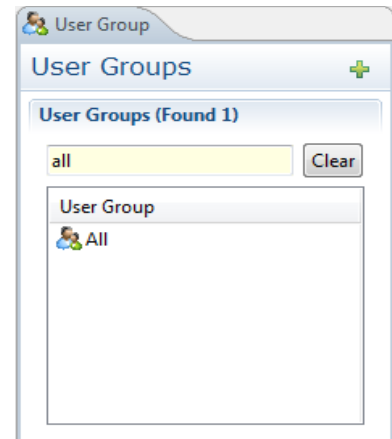 User Group
User Groups
User Groups (Found 1)
all Clear
User Group
All